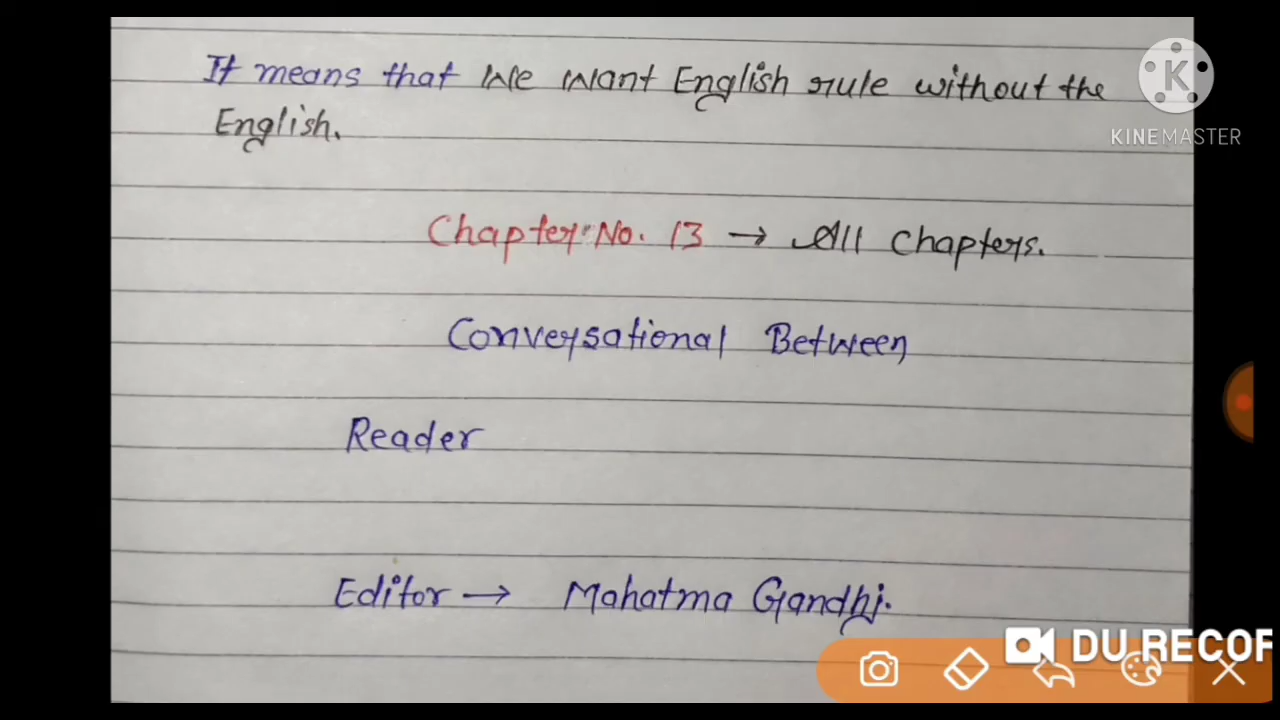 It means that we want English rule without the
English.
KINEMASTER
Chapter No. 13 → All Chapters.
Conversational Between
Reader
Editor → Mahatma Gandhi.
DU RECOR